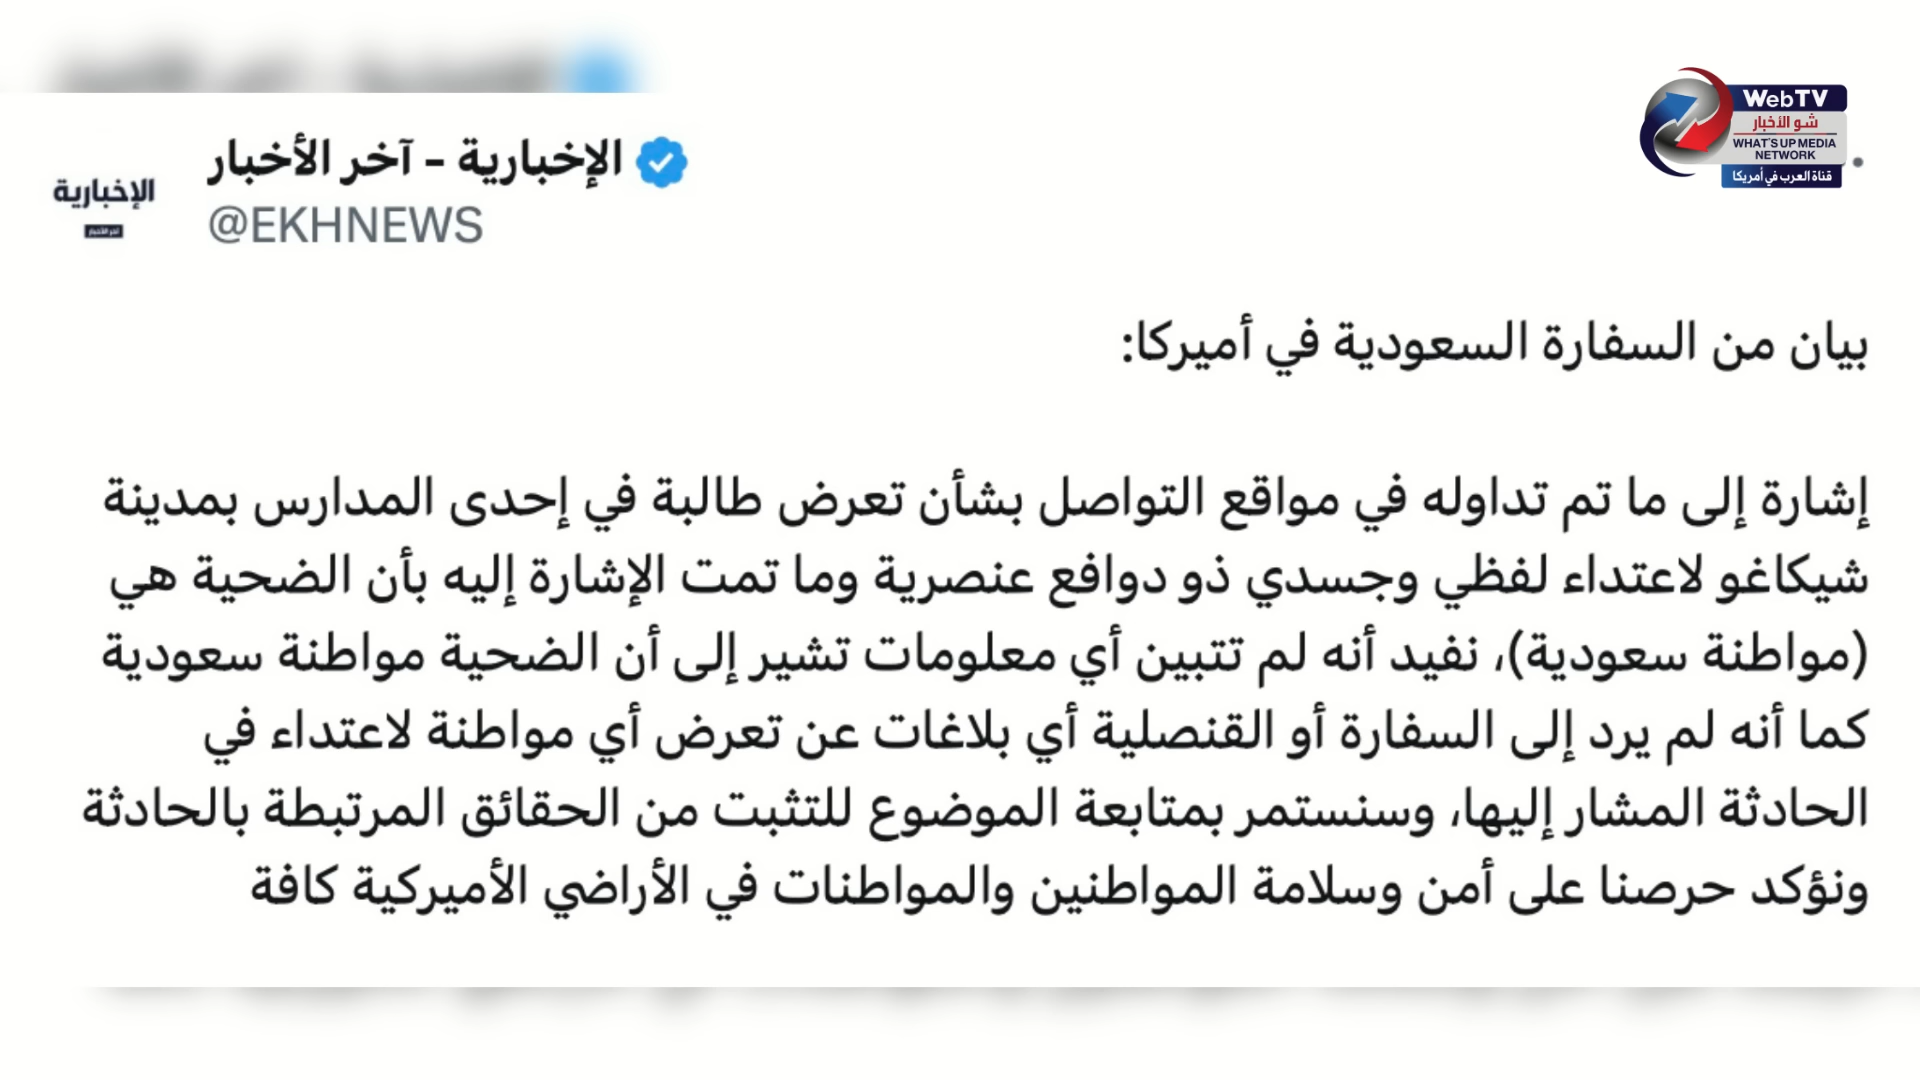 WebTV
شو الأخبار
WHAT'S UP MEDIA
NETWORK
قناة العرب في أمريكا
الإخبارية - آخر الأخبار
@EKHNEWS
الإخبارية
آخر الأخبار
بيان من السفارة السعودية في أميركا:
إشارة إلى ما تم تداوله في مواقع التواصل بشأن تعرض طالبة في إحدى المدارس بمدينة
شيكاغو لاعتداء لفظي وجسدي ذو دوافع عنصرية وما تمت الإشارة إليه بأن الضحية هي
(مواطنة سعودية)، نفيد أنه لم تتبين أي معلومات تشير إلى أن الضحية مواطنة سعودية
كما أنه لم يرد إلى السفارة أو القنصلية أي بلاغات عن تعرض أي مواطنة لاعتداء في
الحادثة المشار إليها، وسنستمر بمتابعة الموضوع للتثبت من الحقائق المرتبطة بالحادثة
ونؤكد حرصنا على أمن وسلامة المواطنين والمواطنات في الأراضي الأميركية كافة